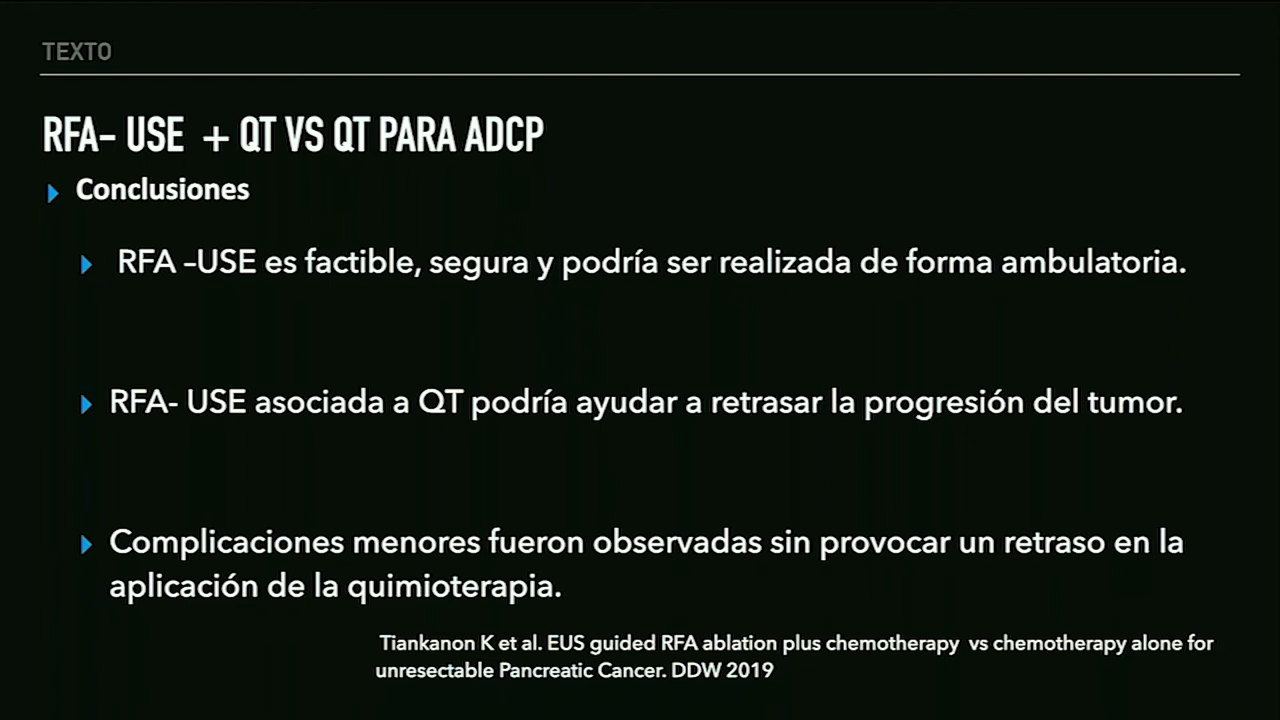 TEXTO
RFA- USE + QT VS QT PARA ADCP
Conclusiones
RFA –USE es factible, segura y podría ser realizada de forma ambulatoria.
RFA- USE asociada a QT podría ayudar a retrasar la progresión del tumor.
Complicaciones menores fueron observadas sin provocar un retraso en la
aplicación de la quimioterapia.
Tiankanon K et al. EUS guided RFA ablation plus chemotherapy vs chemotherapy alone for
unresectable Pancreatic Cancer. DDW 2019